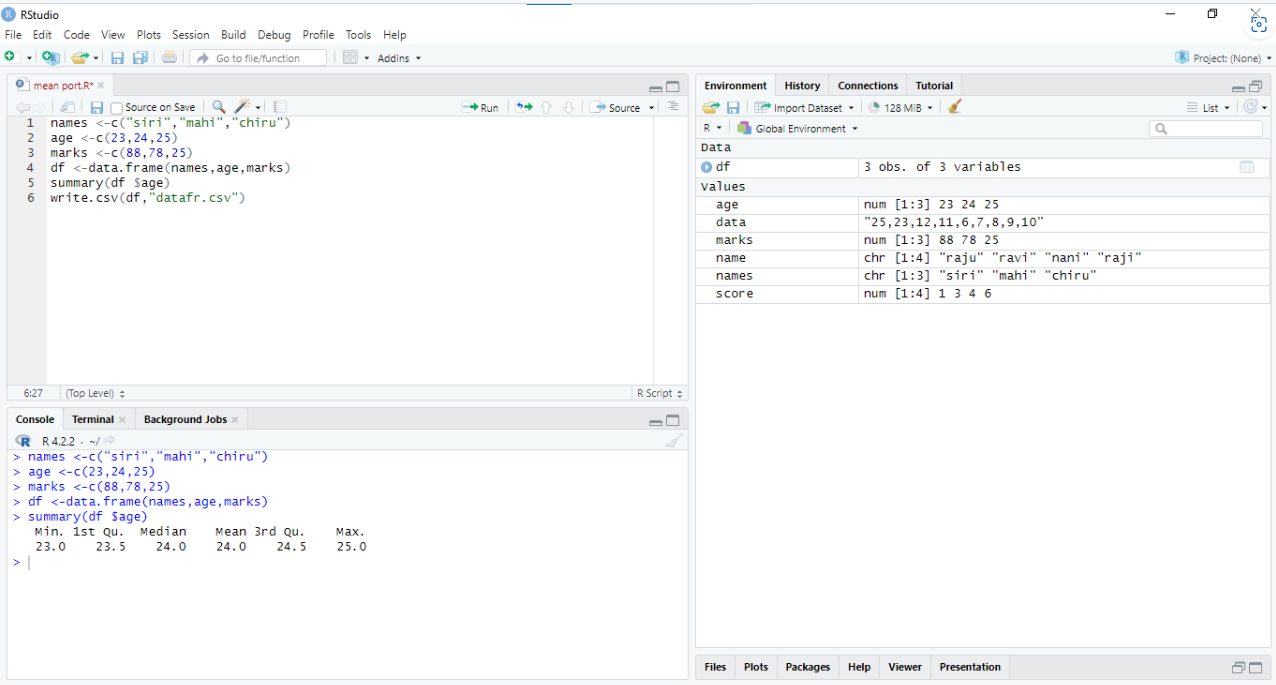 RStudio
File Edit Code View Plots Session Build Debug Profile Tools Help
Go to file/function Addins Project: (None)
mean port.R* ×
Source on Save Run Source
1 names <-c("siri","mahi","chiru")
2 age <-c(23,24,25)
3 marks <-c(88,78,25)
4 df <-data.frame(names,age,marks)
5 summary(df $age)
6 write.csv(df,"datafr.csv")
6:27 (Top Level) R Script
Console Terminal × Background Jobs ×
R 4.2.2 · ~/
> names <-c("siri","mahi","chiru")
> age <-c(23,24,25)
> marks <-c(88,78,25)
> df <-data.frame(names,age,marks)
> summary(df $age)
Min. 1st Qu. Median Mean 3rd Qu. Max.
23.0 23.5 24.0 24.0 24.5 25.0
>
Environment History Connections Tutorial
Import Dataset 128 MiB List
R Global Environment
Data
df 3 obs. of 3 variables
Values
age num [1:3] 23 24 25
data "25,23,12,11,6,7,8,9,10"
marks num [1:3] 88 78 25
name chr [1:4] "raju" "ravi" "nani" "raji"
names chr [1:3] "siri" "mahi" "chiru"
score num [1:4] 1 3 4 6
Files Plots Packages Help Viewer Presentation